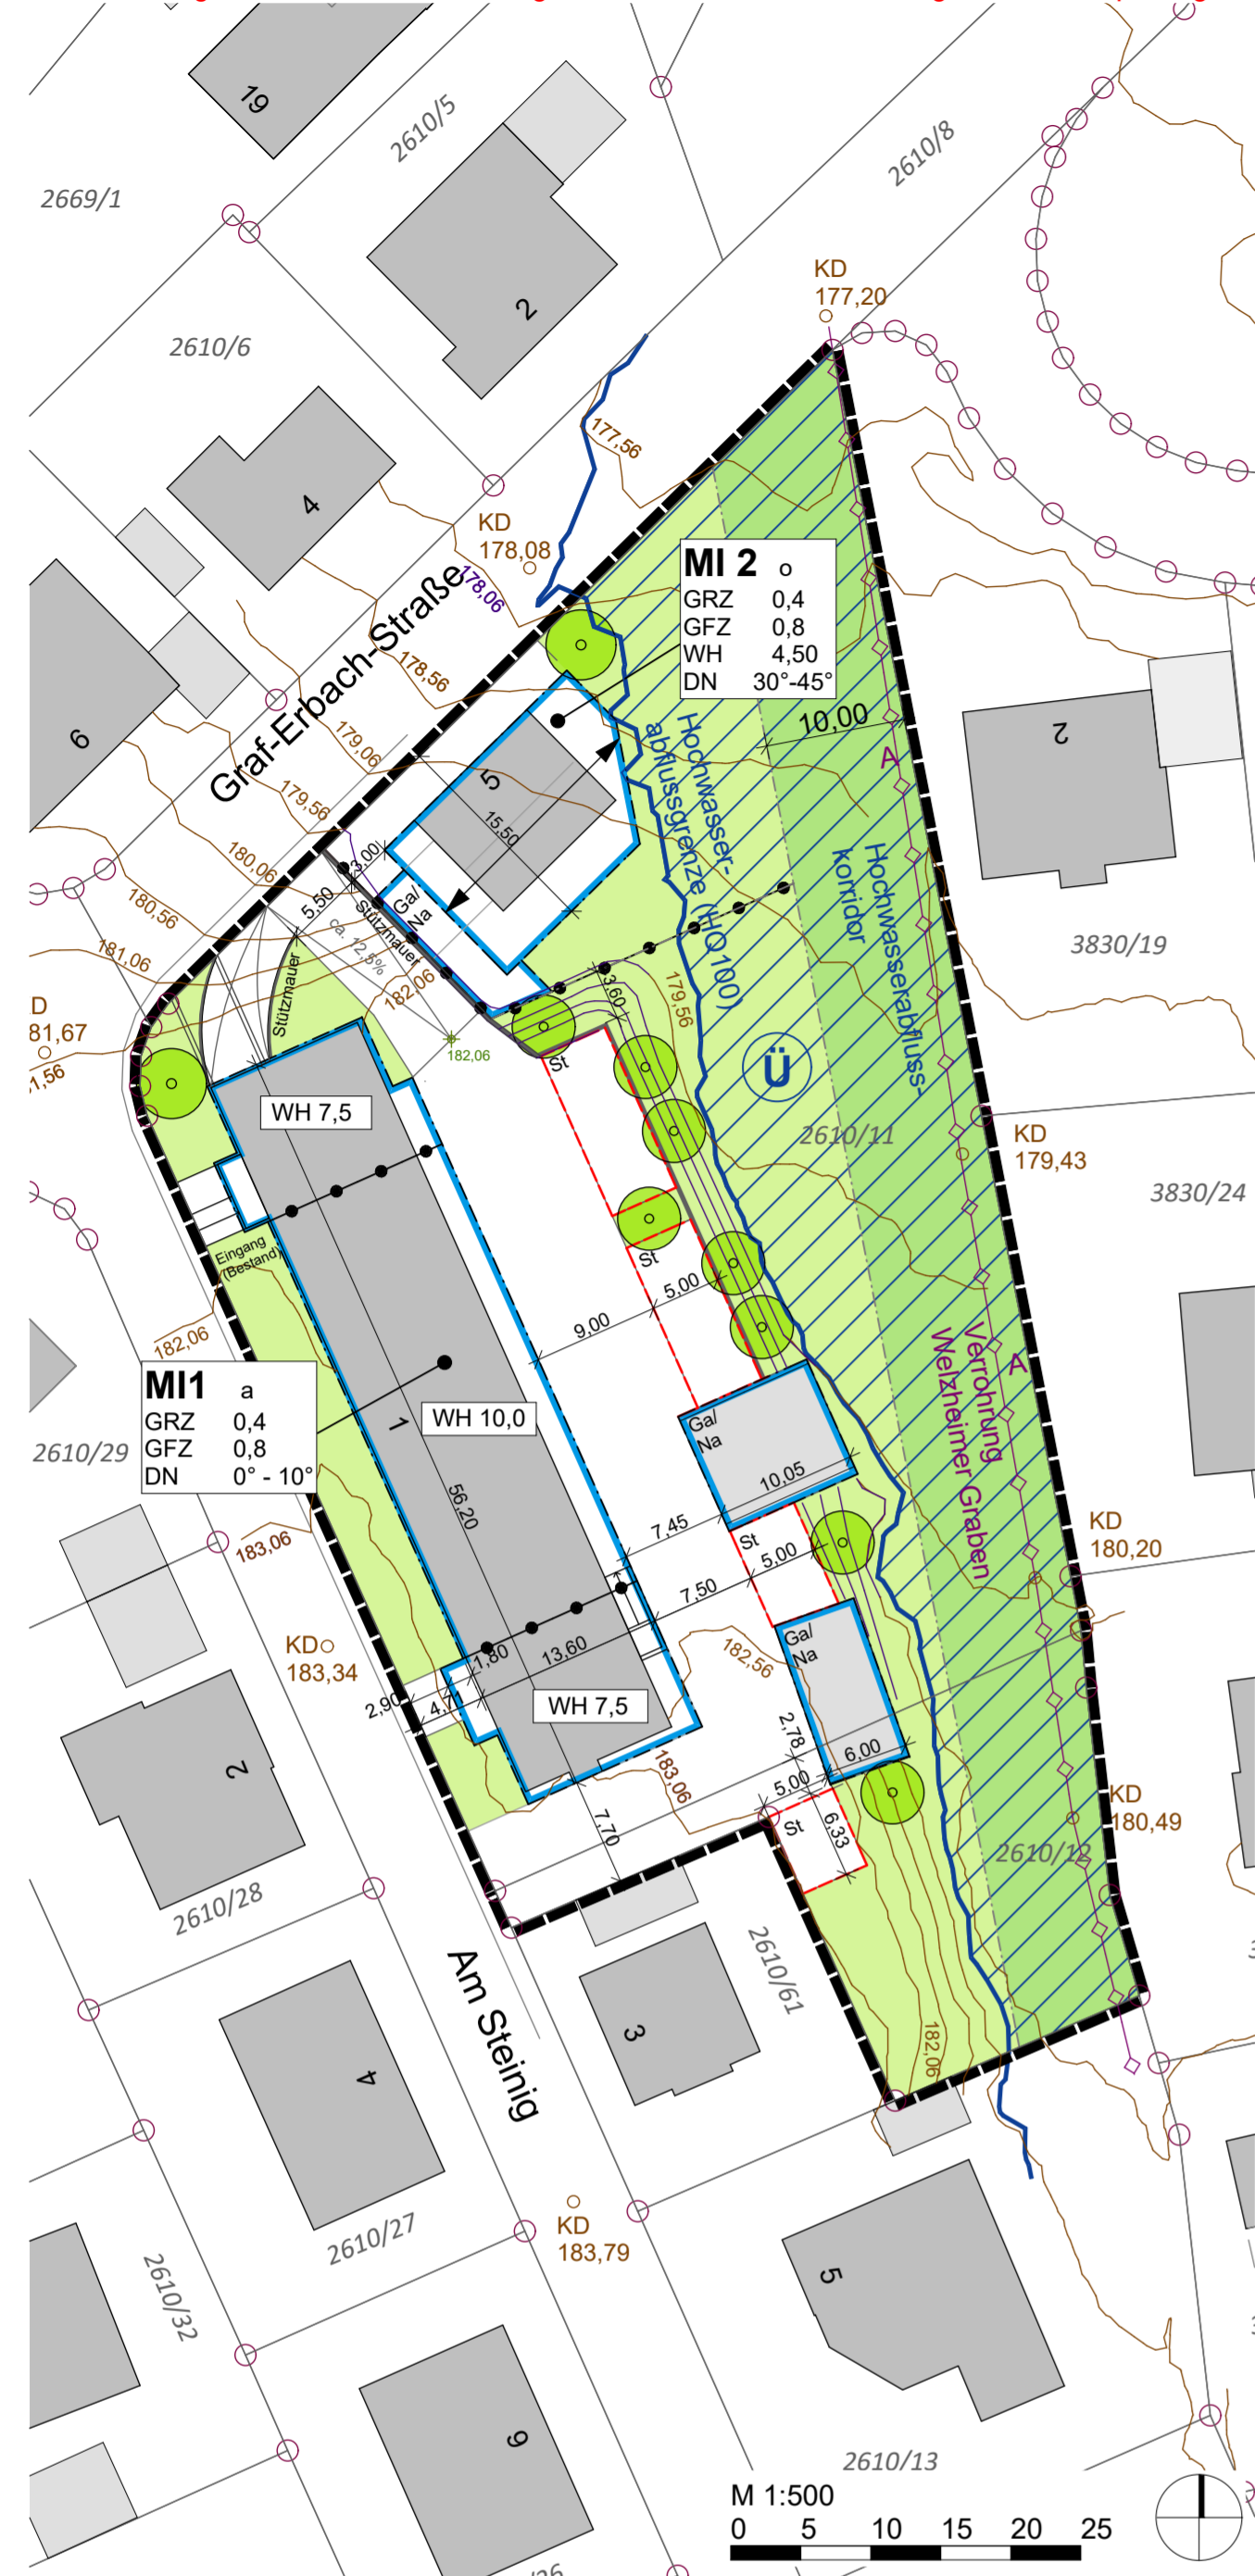 19
2610/5
2669/1
2610/8
2
2610/6
KD
177,20
177,56
4
KD
178,08
178,06
MI 2 o
GRZ 0,4
GFZ 0,8
WH 4,50
DN 30°-45°
Graf-Erbach-Straße
178,56
6
179,06
10,00
2
A
5
Hochwasser-
abflussgrenze (HQ100)
179,56
15,50
3,00
180,06
5,50
Ga/
Na
Stützmauer
ca. 12,5%
Hochwasserabfluss-
korridor
180,56
181,06
3830/19
Stützmauer
182,06
3,60
179,56
D
81,67
1,56
182,06
St
Ü
WH 7,5
2610/11
KD
179,43
3830/24
Eingang
(Bestand)
St
5,00
9,00
182,06
A
Verrohrung
Welzheimer Graben
MI1 a
GRZ 0,4
GFZ 0,8
DN 0° - 10°
1
WH 10,0
Ga/
Na
2610/29
10,05
56,20
7,45
KD
180,20
183,06
St
5,00
7,50
KD
183,34
Ga/
Na
182,56
1,80
13,60
2,90
4,71
WH 7,5
2,78
6,00
183,06
5,00
2
KD
180,49
7,70
St
6,33
2610/12
2610/28
2610/61
Am Steinig
3
182,06
4
2610/27
KD
183,79
2610/32
5
9
2610/13
M 1:500
0 5 10 15 20 25